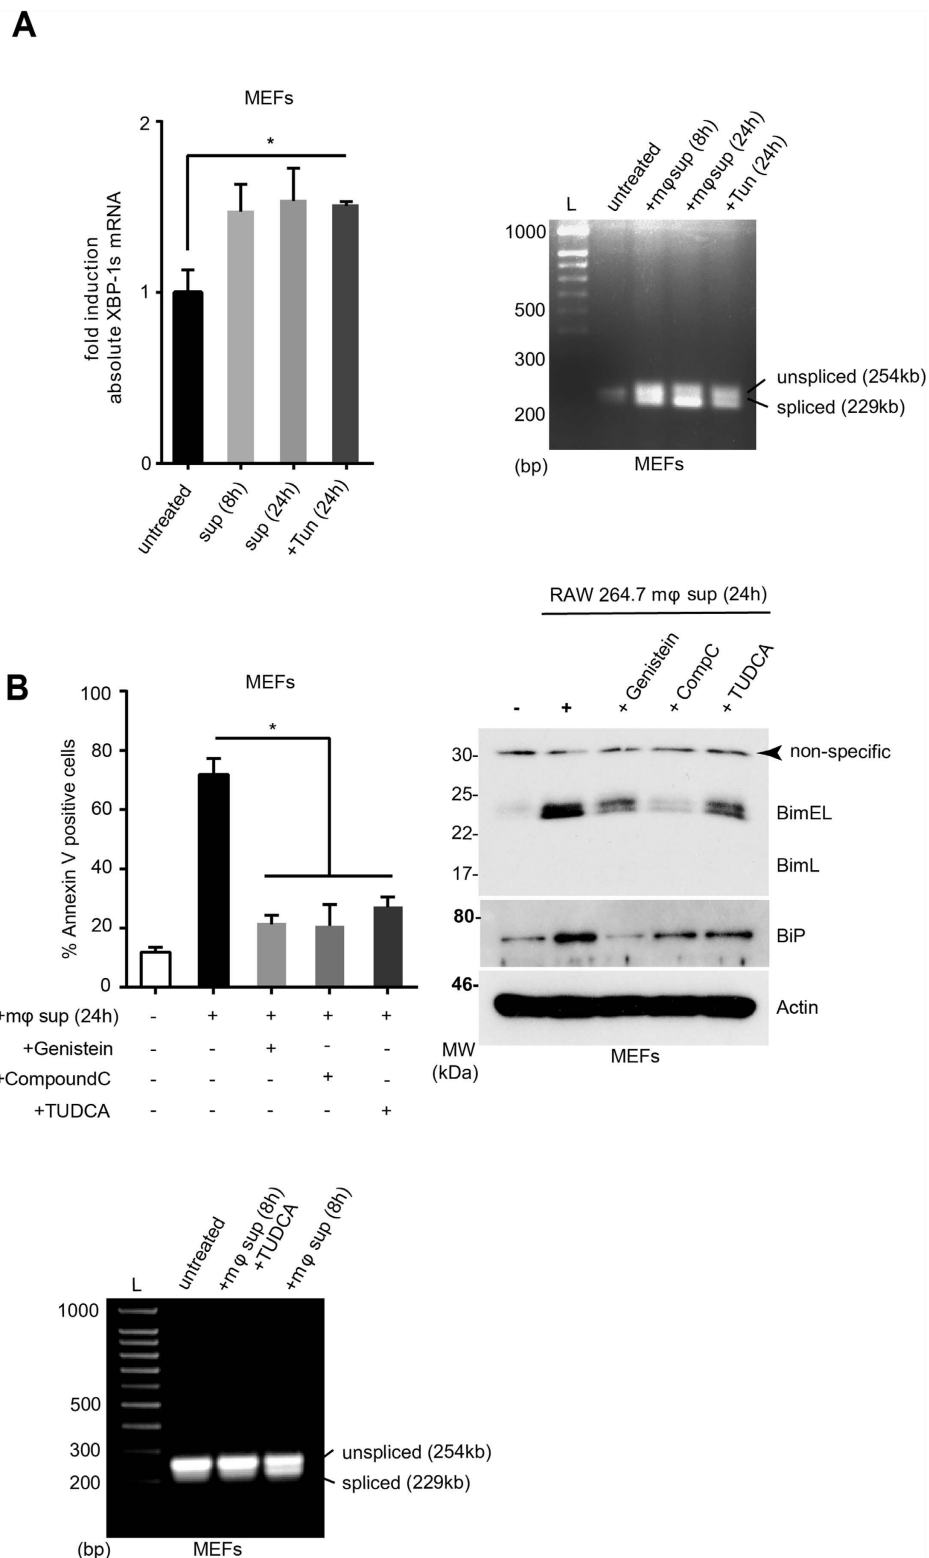 A
MEFs
2
*
1
0
fold induction
absolute XBP-1s mRNA
untreated
sup (8h)
sup (24h)
+Tun (24h)
L
untreated
+mφsup (8h)
+mφsup (24h)
+Tun (24h)
1000
500
300
200
unspliced (254kb)
spliced (229kb)
(bp)
MEFs
B
MEFs
*
100
80
60
40
20
0
% Annexin V positive cells
+mφ sup (24h) - + + + +
+Genistein - - + - -
+CompoundC - - - + -
+TUDCA - - - - +
RAW 264.7 mφ sup (24h)
- + + Genistein + CompC + TUDCA
30- non-specific
25-
BimEL
22-
BimL
17-
80-
BiP
46-
Actin
MW
(kDa)
MEFs
L
untreated
+mφ sup (8h)
+TUDCA
+mφ sup (8h)
1000
500
300
200
unspliced (254kb)
spliced (229kb)
(bp)
MEFs